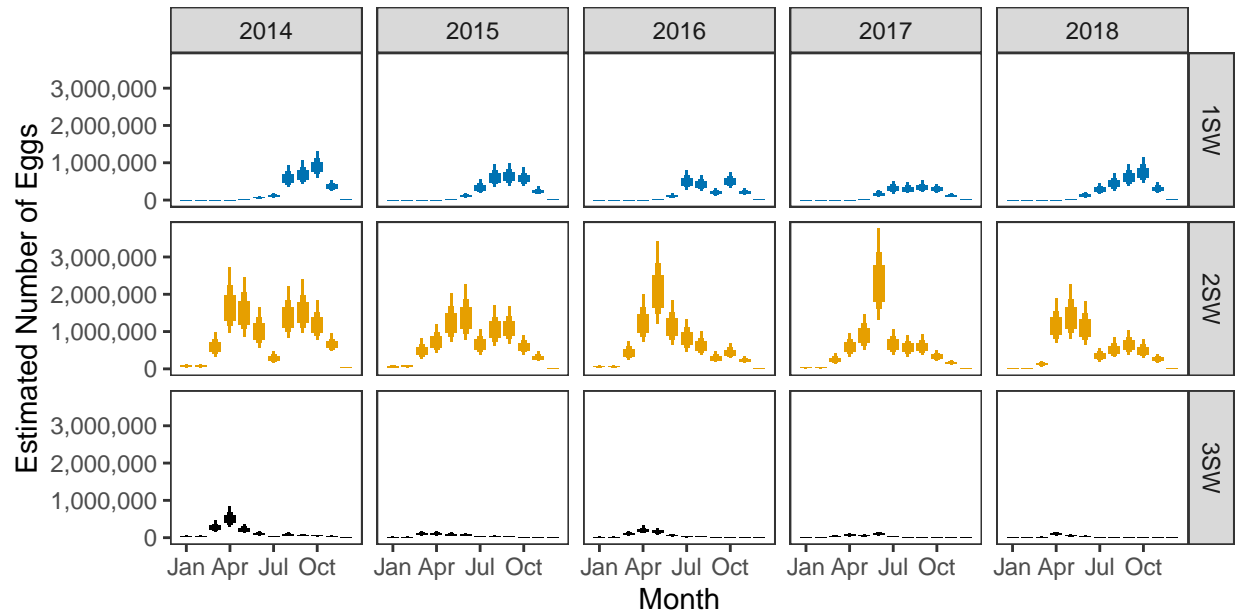 2014 2015 2016 2017 2018
Estimated Number of Eggs
3,000,000
2,000,000
1,000,000
0
1SW
3,000,000
2,000,000
1,000,000
0
2SW
3,000,000
2,000,000
1,000,000
0
3SW
Jan Apr Jul Oct Jan Apr Jul Oct Jan Apr Jul Oct Jan Apr Jul Oct Jan Apr Jul Oct
Month